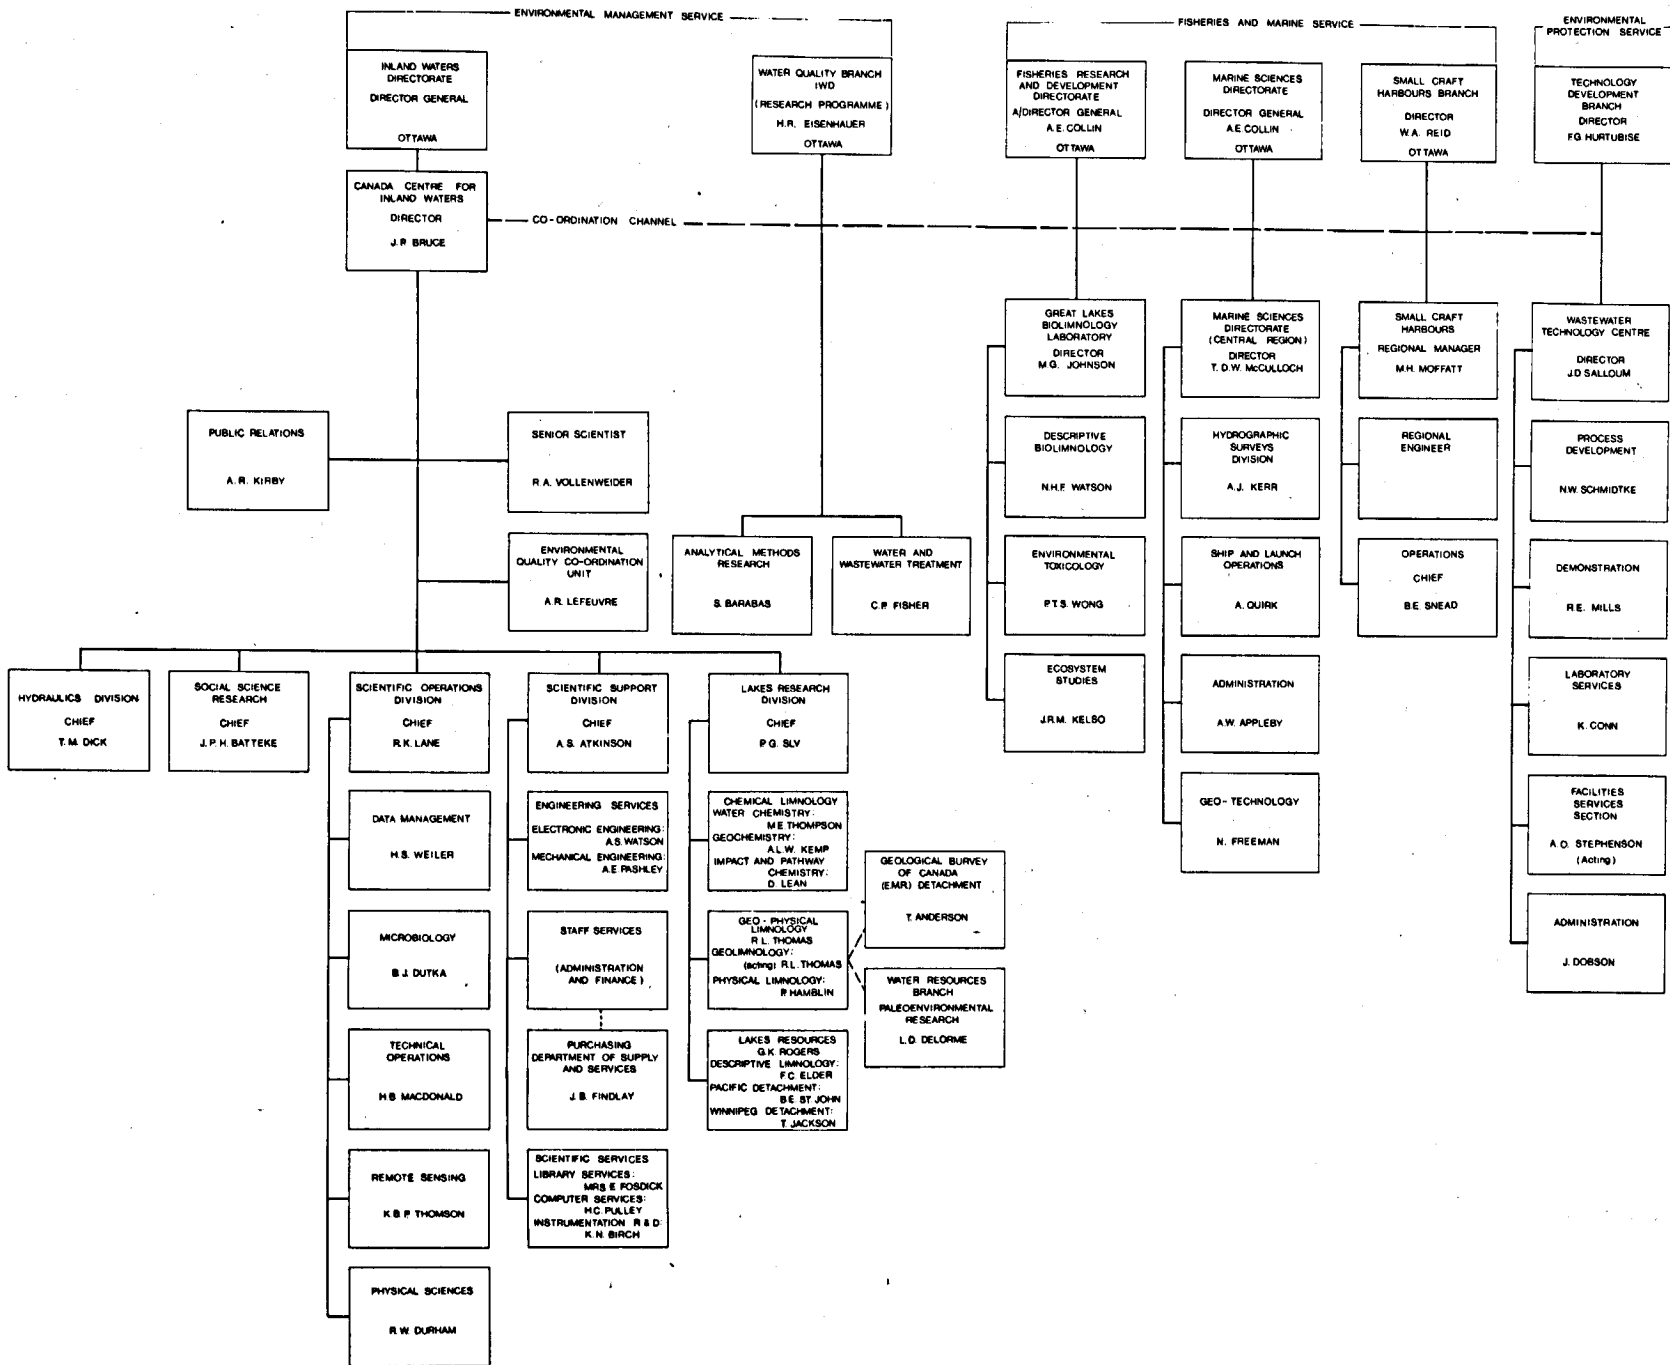 ENVIRONMENTAL MANAGEMENT SERVICE
FISHERIES AND MARINE SERVICE
ENVIRONMENTAL
PROTECTION SERVICE
INLAND WATERS
DIRECTORATE
DIRECTOR GENERAL
OTTAWA
WATER QUALITY BRANCH
IWD
(RESEARCH PROGRAMME)
H.R. EISENHAUER
OTTAWA
FISHERIES RESEARCH
AND DEVELOPMENT
DIRECTORATE
A/DIRECTOR GENERAL
A.E. COLLIN
OTTAWA
MARINE SCIENCES
DIRECTORATE
DIRECTOR GENERAL
A.E. COLLIN
OTTAWA
SMALL CRAFT
HARBOURS BRANCH
DIRECTOR
W.A. REID
OTTAWA
TECHNOLOGY
DEVELOPMENT
BRANCH
DIRECTOR
F.G. HURTUBISE
CANADA CENTRE FOR
INLAND WATERS
DIRECTOR
J.P. BRUCE
CO-ORDINATION CHANNEL
GREAT LAKES
BIOLIMNOLOGY
LABORATORY
DIRECTOR
M.G. JOHNSON
MARINE SCIENCES
DIRECTORATE
(CENTRAL REGION)
DIRECTOR
T.D.W. McCULLOCH
SMALL CRAFT
HARBOURS
REGIONAL MANAGER
M.H. MOFFATT
WASTEWATER
TECHNOLOGY CENTRE
DIRECTOR
J.D SALLOUM
PUBLIC RELATIONS
A.R. KIRBY
SENIOR SCIENTIST
R.A. VOLLENWEIDER
DESCRIPTIVE
BIOLIMNOLOGY
N.H.F. WATSON
HYDROGRAPHIC
SURVEYS
DIVISION
A.J. KERR
REGIONAL
ENGINEER
PROCESS
DEVELOPMENT
N.W. SCHMIDTKE
ENVIRONMENTAL
QUALITY CO-ORDINATION
UNIT
A.R. LEFEUVRE
ANALYTICAL METHODS
RESEARCH
S. BARABAS
WATER AND
WASTEWATER TREATMENT
C.P. FISHER
ENVIRONMENTAL
TOXICOLOGY
P.T.S. WONG
SHIP AND LAUNCH
OPERATIONS
A. QUIRK
OPERATIONS
CHIEF
B.E. SNEAD
DEMONSTRATION
R.E. MILLS
HYDRAULICS DIVISION
CHIEF
T.M. DICK
SOCIAL SCIENCE
RESEARCH
CHIEF
J.P.H. BATTEKE
SCIENTIFIC OPERATIONS
DIVISION
CHIEF
R.K. LANE
SCIENTIFIC SUPPORT
DIVISION
CHIEF
A.S. ATKINSON
LAKES RESEARCH
DIVISION
CHIEF
P.G. SLY
ECOSYSTEM
STUDIES
J.R.M. KELSO
ADMINISTRATION
A.W. APPLEBY
LABORATORY
SERVICES
K. CONN
DATA MANAGEMENT
H.S. WEILER
ENGINEERING SERVICES
ELECTRONIC ENGINEERING:
A.S. WATSON
MECHANICAL ENGINEERING:
A.E. PASHLEY
CHEMICAL LIMNOLOGY
WATER CHEMISTRY:
M.E. THOMPSON
GEOCHEMISTRY:
A.L.W. KEMP
IMPACT AND PATHWAY
CHEMISTRY:
D. LEAN
GEO-TECHNOLOGY
N. FREEMAN
FACILITIES
SERVICES
SECTION
A.O. STEPHENSON
(Acting)
GEOLOGICAL SURVEY
OF CANADA
(E.M.R.) DETACHMENT
T. ANDERSON
MICROBIOLOGY
B.J. DUTKA
STAFF SERVICES
(ADMINISTRATION
AND FINANCE)
GEO-PHYSICAL
LIMNOLOGY
R.L. THOMAS
GEOLIMNOLOGY:
(acting) R.L. THOMAS
PHYSICAL LIMNOLOGY:
P. HAMBLIN
WATER RESOURCES
BRANCH
PALEOENVIRONMENTAL
RESEARCH
L.D. DELORME
ADMINISTRATION
J. DOBSON
TECHNICAL
OPERATIONS
H.B. MACDONALD
PURCHASING
DEPARTMENT OF SUPPLY
AND SERVICES
J.B. FINDLAY
LAKES RESOURCES
G.K. RODGERS
DESCRIPTIVE LIMNOLOGY:
F.C. ELDER
PACIFIC DETACHMENT:
B.E. ST. JOHN
WINNIPEG DETACHMENT:
T. JACKSON
REMOTE SENSING
K.B.P. THOMSON
SCIENTIFIC SERVICES
LIBRARY SERVICES:
MRS E. FOSDICK
COMPUTER SERVICES:
H.C. PULLEY
INSTRUMENTATION R & D:
K.N. BIRCH
PHYSICAL SCIENCES
R.W. DURHAM